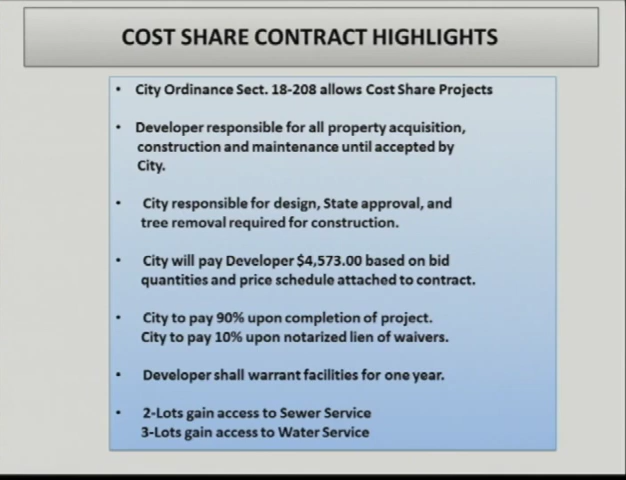 COST SHARE CONTRACT HIGHLIGHTS
• City Ordinance Sect. 18-208 allows Cost Share Projects
• Developer responsible for all property acquisition,
construction and maintenance until accepted by
City.
• City responsible for design, State approval, and
tree removal required for construction.
• City will pay Developer $4,573.00 based on bid
quantities and price schedule attached to contract.
• City to pay 90% upon completion of project.
City to pay 10% upon notarized lien of waivers.
• Developer shall warrant facilities for one year.
• 2-Lots gain access to Sewer Service
3-Lots gain access to Water Service